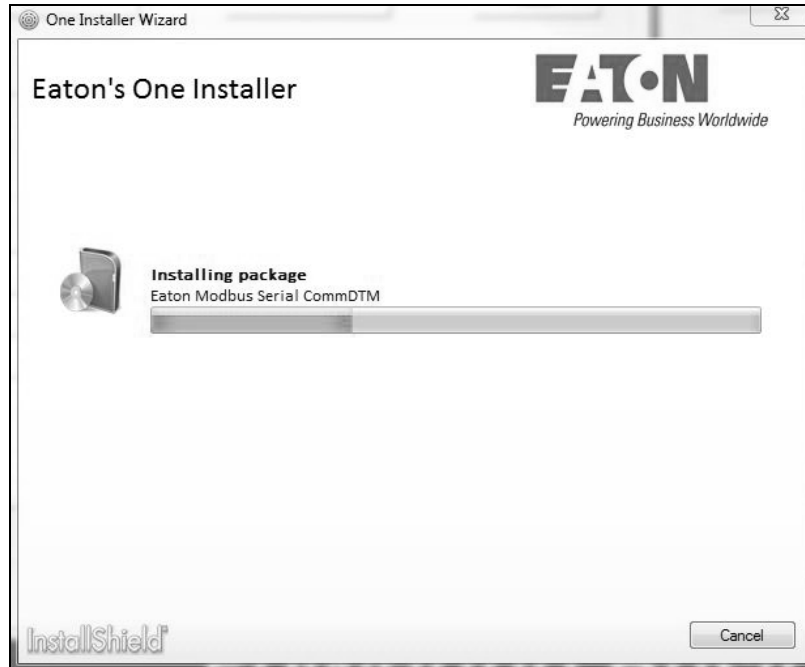 One Installer Wizard
Eaton's One Installer
EATON
Powering Business Worldwide
Installing package
Eaton Modbus Serial CommDTM
InstallShield
Cancel